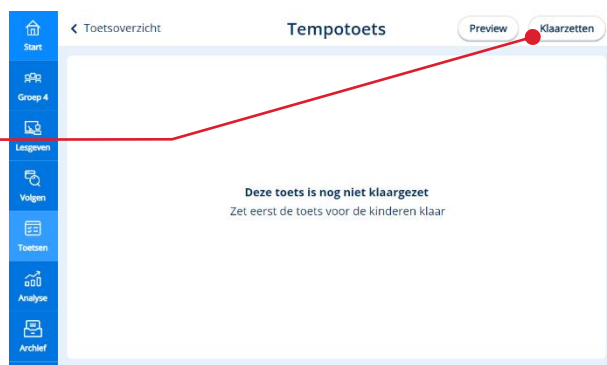 Start
Groep 4
Lesgeven
Volgen
Toetsen
Analyse
Archief
Toetsoverzicht
Tempotoets
Preview
Klaarzetten
Deze toets is nog niet klaargezet
Zet eerst de toets voor de kinderen klaar